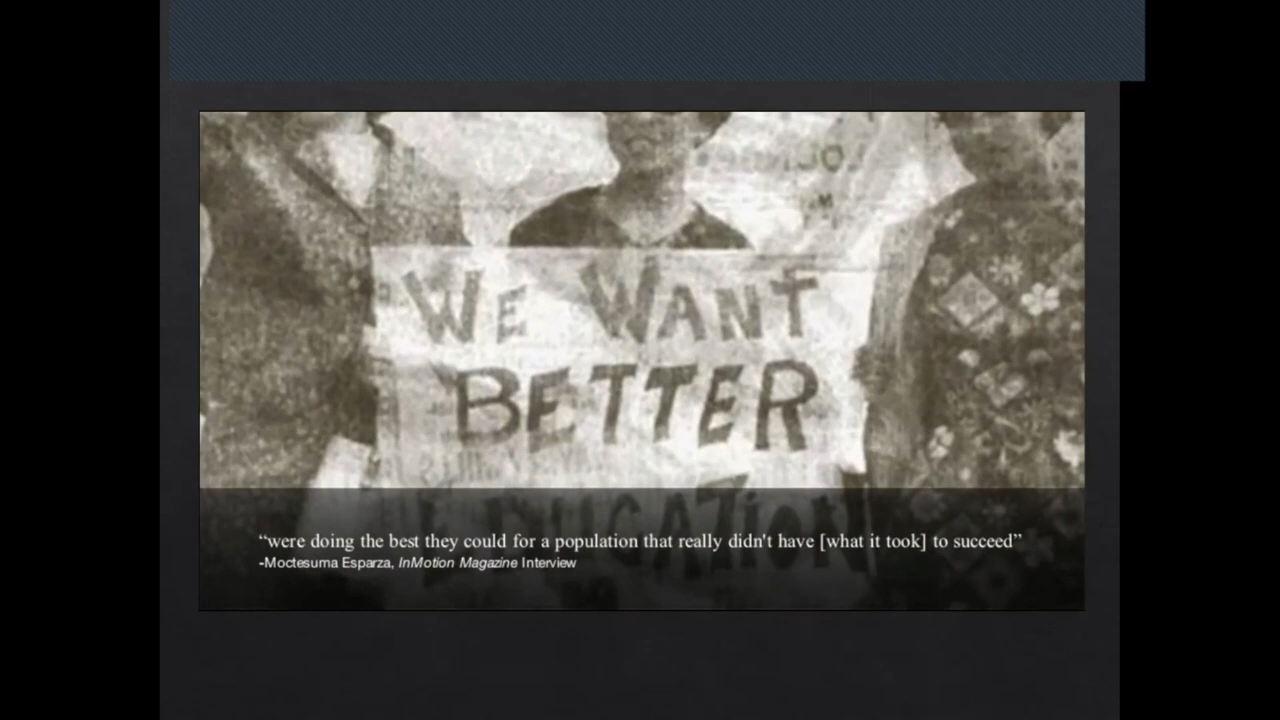 WE WANT
BETTER
EDUCATION
“were doing the best they could for a population that really didn't have [what it took] to succeed”
-Moctesuma Esparza, InMotion Magazine Interview